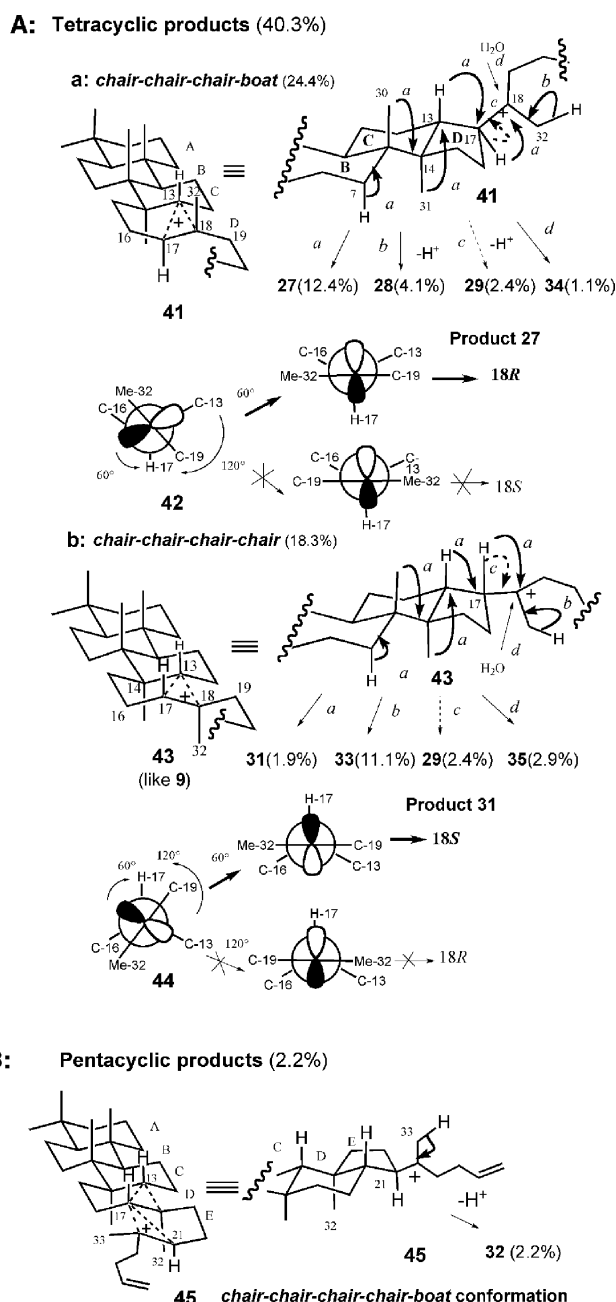 A: Tetracyclic products (40.3%)
a: chair-chair-chair-boat (24.4%)
H2O
d
a
H
a
18
b
H
30
a
13
c
+
32
A
C
D
17
H
a
B
14
B
a
13 32 C
7
a
31
41
H
+
18
D
16
17
19
H
a
b
-H+
c
-H+
d
41
27(12.4%) 28(4.1%) 29(2.4%) 34(1.1%)
Product 27
C-16
C-13
Me-32
C-16
C-13
60°
Me-32
C-19
18R
H-17
C-19
60°
H-17
120°
C-16
C-13
C-19
Me-32
18S
42
H-17
b: chair-chair-chair-chair (18.3%)
H
H
a
a
a
c
17
+
b
H
H
H
13
a
d
14
+
18
19
H
a
H2O
43
16
17
32
a
b
c
d
43
(like 9)
31(1.9%) 33(11.1%) 29(2.4%) 35(2.9%)
H-17
Product 31
120°
60°
H-17
C-19
60°
Me-32
C-19
18S
C-16
C-13
H-17
C-16
C-13
120°
Me-32
C-19
Me-32
18R
44
C-16
C-13
B: Pentacyclic products (2.2%)
A
33
H
B
E
H
C
H
D
H
H
13
C
D
21
+
17
E
H
-H+
33
+
21
32
32
H
45
32 (2.2%)
45 chair-chair-chair-chair-boat conformation